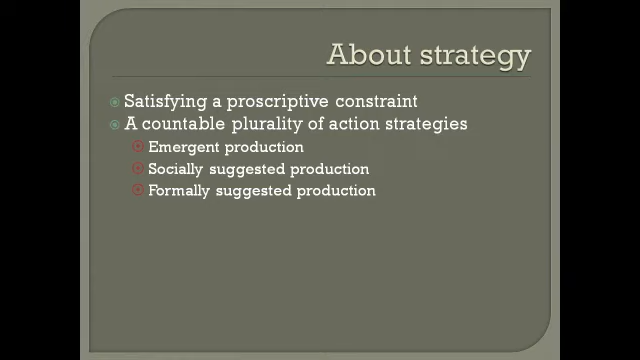 About strategy
Satisfying a proscriptive constraint
A countable plurality of action strategies
Emergent production
Socially suggested production
Formally suggested production